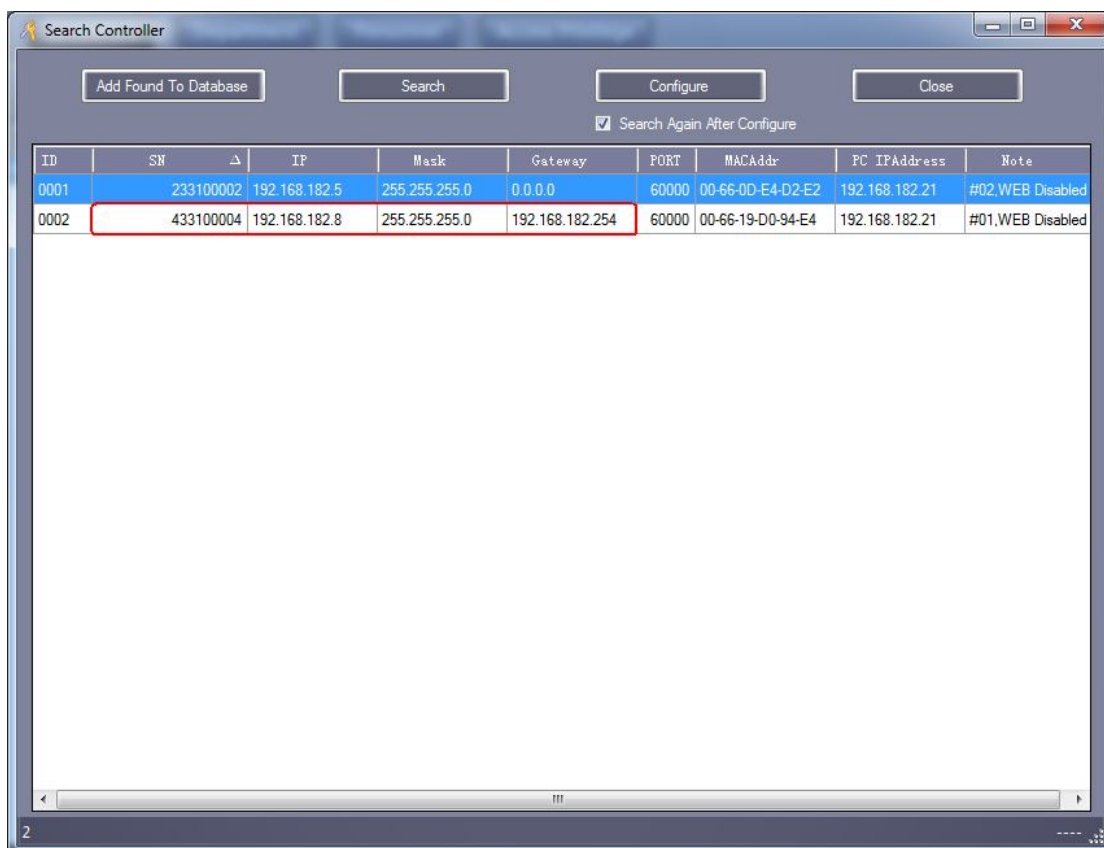 Search Controller
Add Found To Database Search Configure Close
Search Again After Configure
ID SN Δ IP Mask Gateway PORT MACAddr PC IPAddress Note
0001 233100002 192.168.182.5 255.255.255.0 0.0.0.0 60000 00-66-0D-E4-D2-E2 192.168.182.21 #02,WEB Disabled
0002 433100004 192.168.182.8 255.255.255.0 192.168.182.254 60000 00-66-19-D0-94-E4 192.168.182.21 #01,WEB Disabled
2 ----